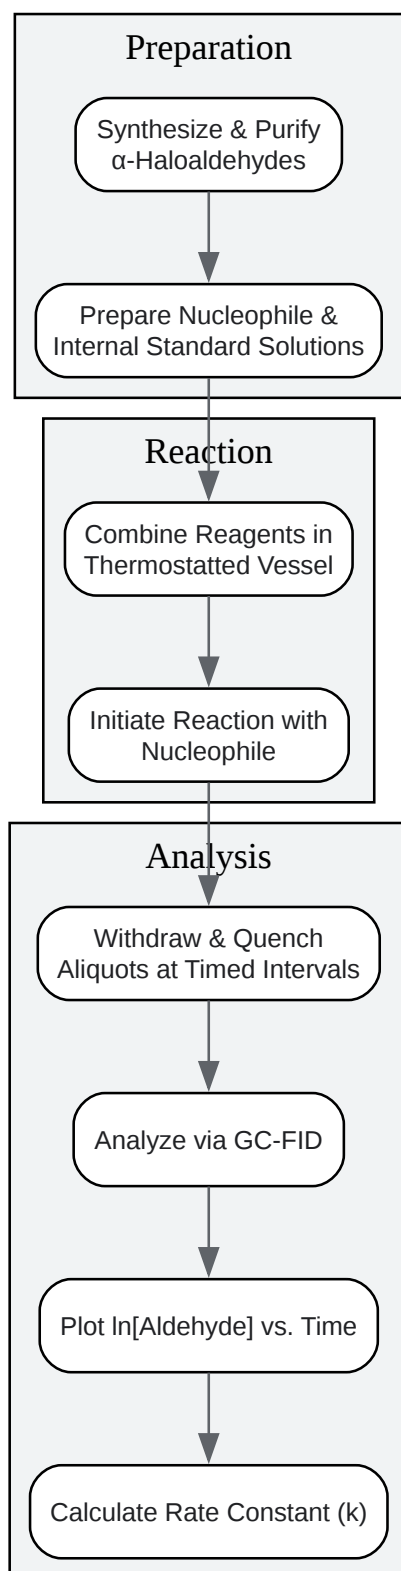 Preparation
Synthesize & Purify
α-Haloaldehydes
Prepare Nucleophile &
Internal Standard Solutions
Reaction
Combine Reagents in
Thermostatted Vessel
Initiate Reaction with
Nucleophile
Analysis
Withdraw & Quench
Aliquots at Timed Intervals
Analyze via GC-FID
Plot ln[Aldehyde] vs. Time
Calculate Rate Constant (k)